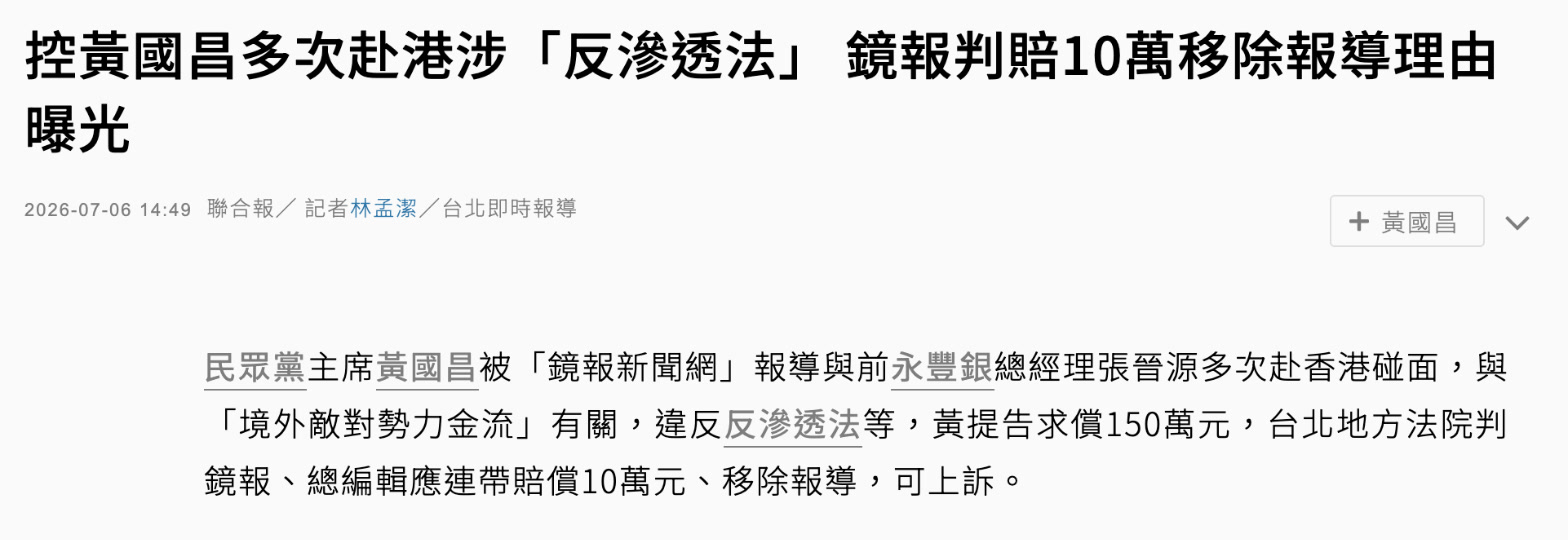 控黃國昌多次赴港涉「反滲透法」 鏡報判賠10萬移除報導理由
曝光
2026-07-06 14:49 聯合報／ 記者林孟潔／台北即時報導
+ 黃國昌
民眾黨主席黃國昌被「鏡報新聞網」報導與前永豐銀總經理張晉源多次赴香港碰面，與
「境外敵對勢力金流」有關，違反反滲透法等，黃提告求償150萬元，台北地方法院判
鏡報、總編輯應連帶賠償10萬元、移除報導，可上訴。